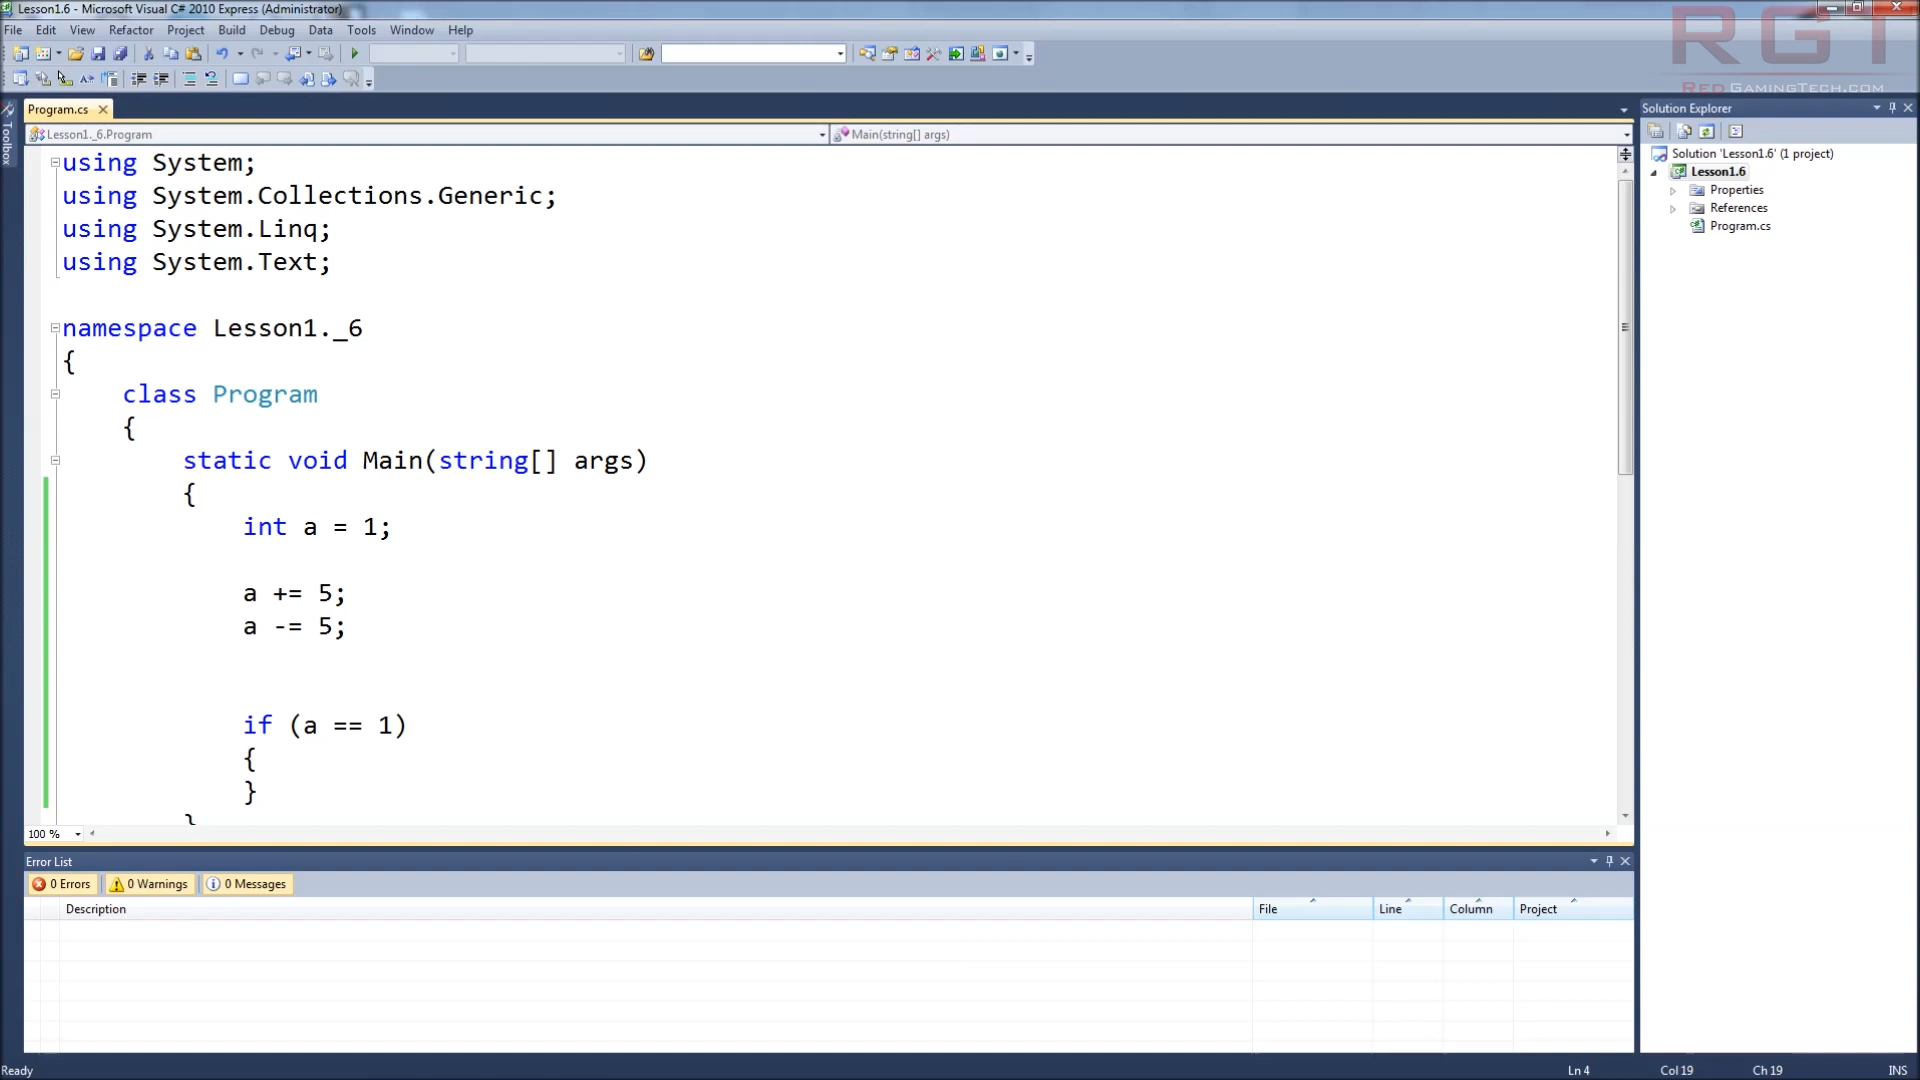 Lesson1.6 - Microsoft Visual C# 2010 Express (Administrator)
File Edit View Refactor Project Build Debug Data Tools Window Help
RGT
RedGamingTech.com
Toolbox
Program.cs
Lesson1._6.Program
Main(string[] args)
using System;
using System.Collections.Generic;
using System.Linq;
using System.Text;
namespace Lesson1._6
{
class Program
{
static void Main(string[] args)
{
int a = 1;
a += 5;
a -= 5;
if (a == 1)
{
}
}
100 %
Solution Explorer
Solution 'Lesson1.6' (1 project)
Lesson1.6
Properties
References
Program.cs
Error List
0 Errors 0 Warnings 0 Messages
Description File Line Column Project
Ready Ln 4 Col 19 Ch 19 INS